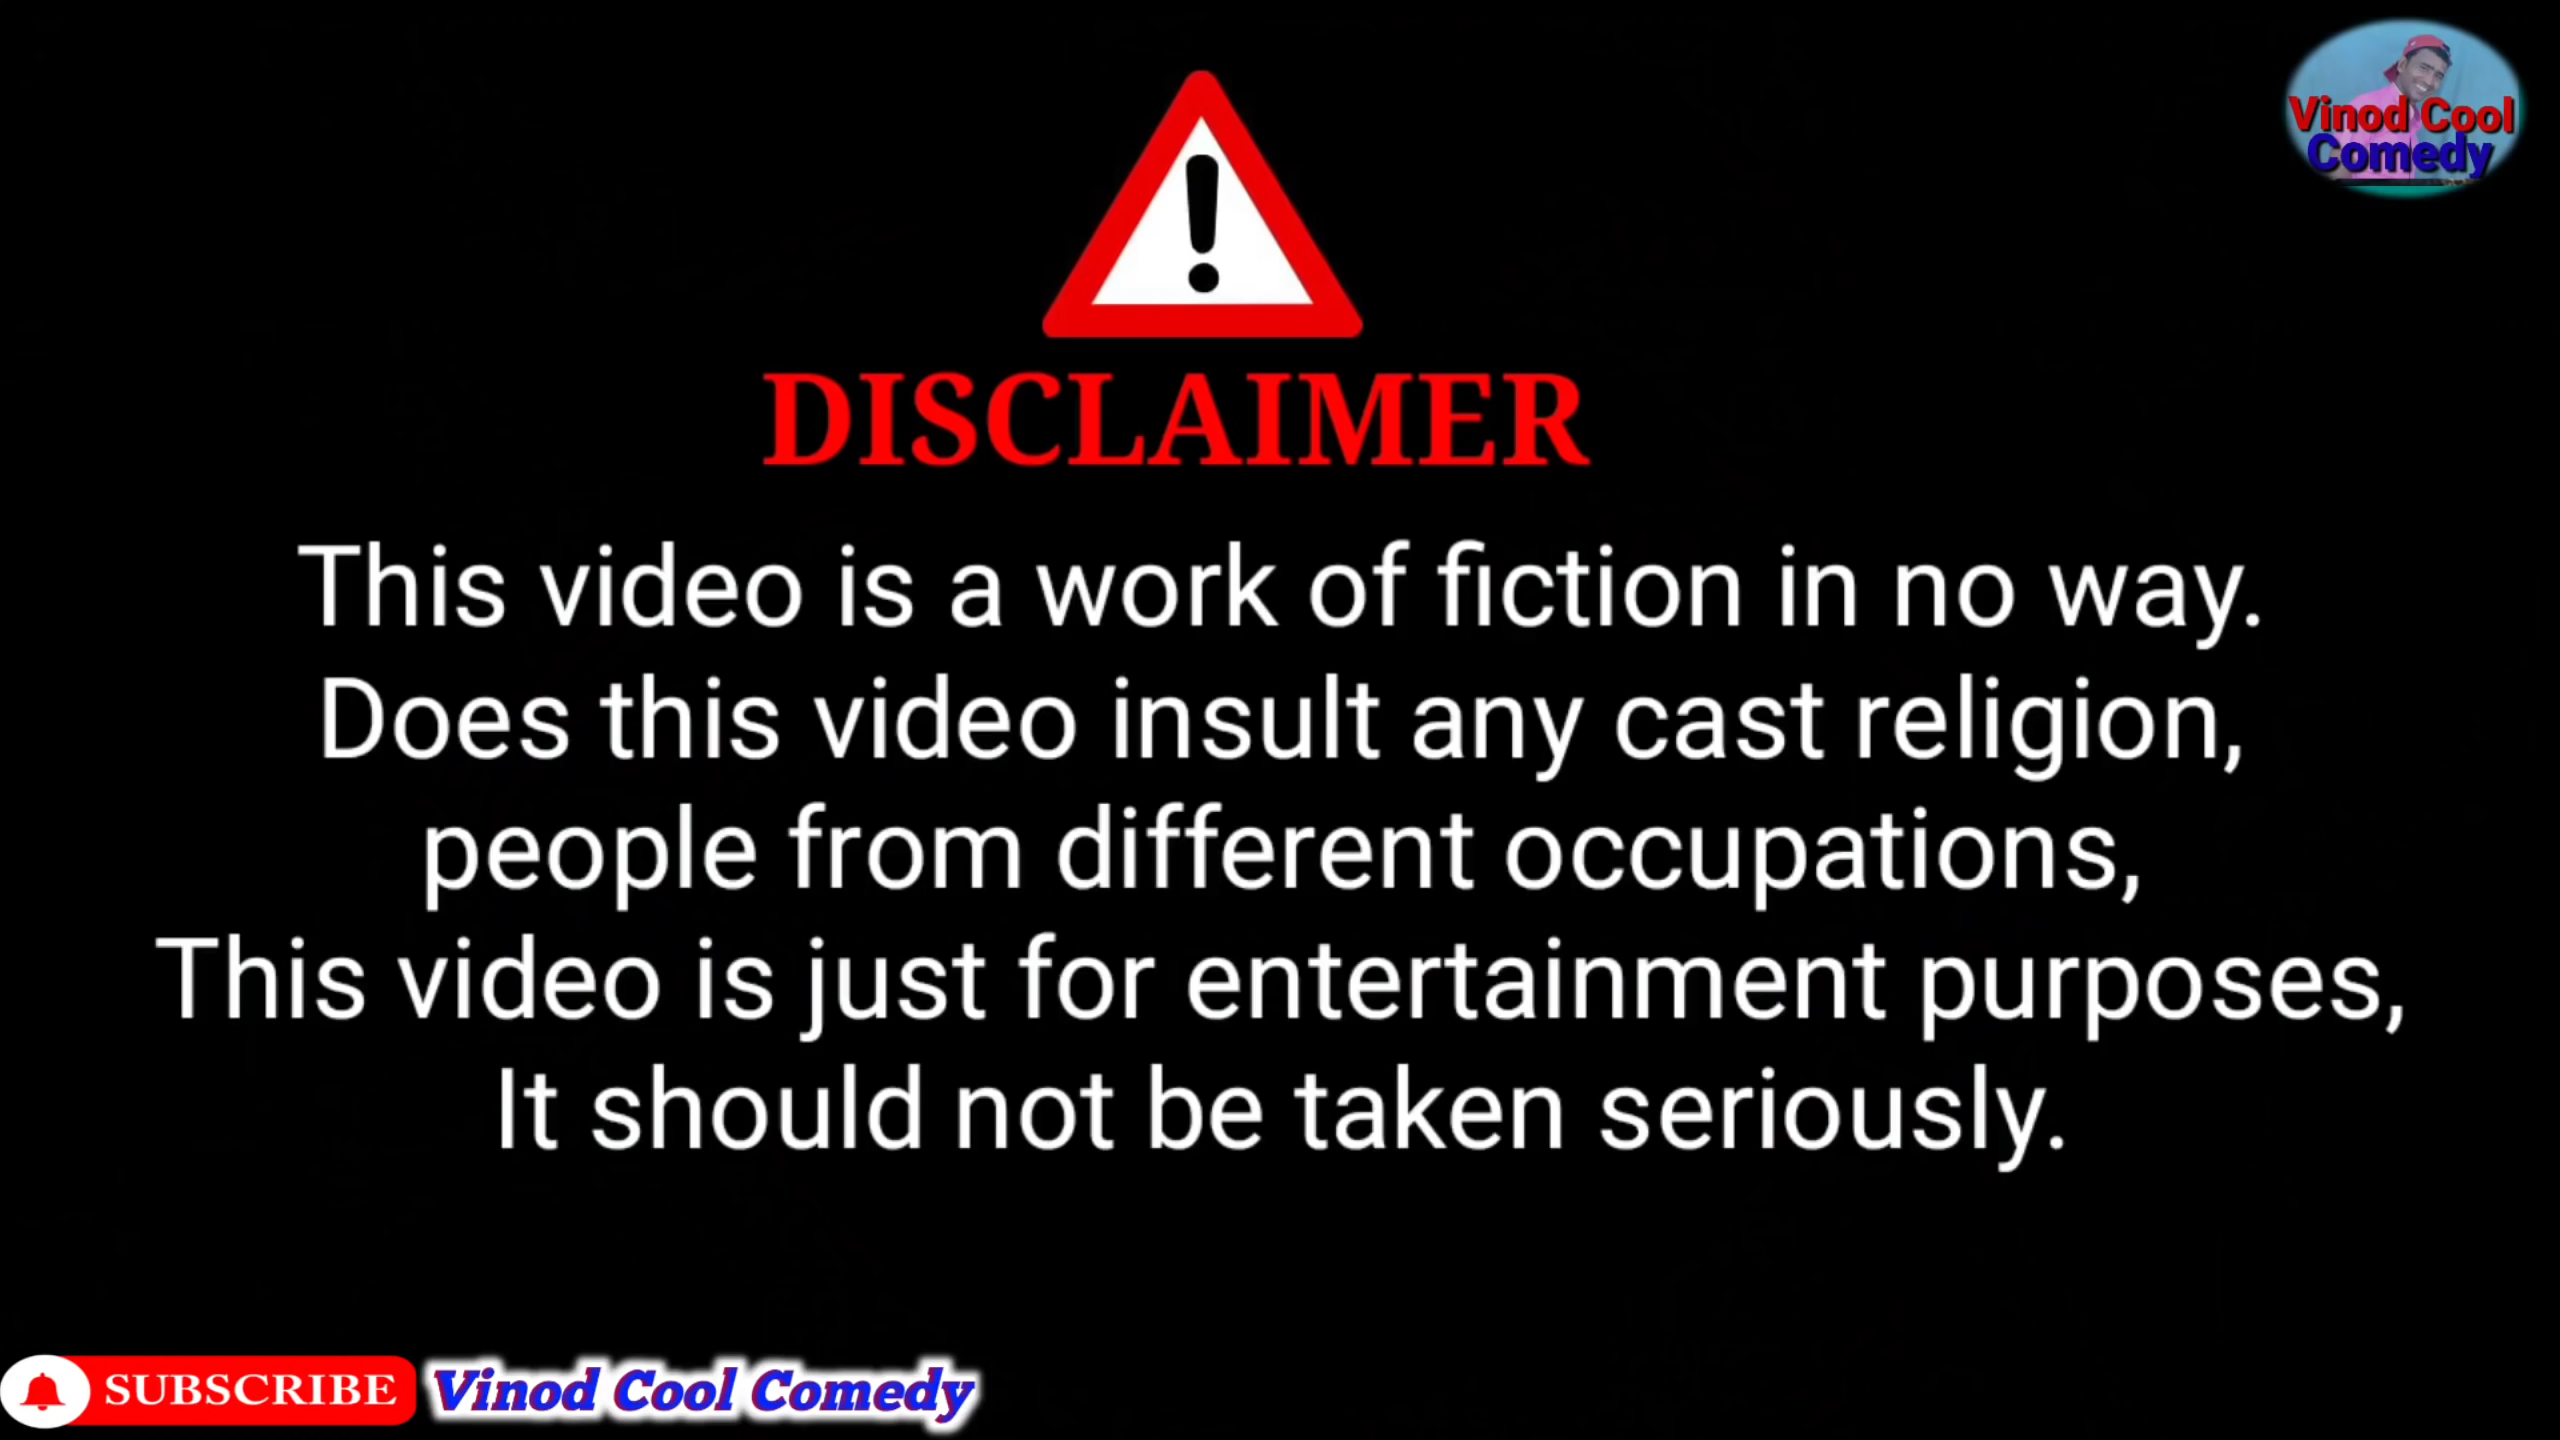 Vinod Cool
Comedy
DISCLAIMER
This video is a work of fiction in no way.
Does this video insult any cast religion,
people from different occupations,
This video is just for entertainment purposes,
It should not be taken seriously.
SUBSCRIBE Vinod Cool Comedy